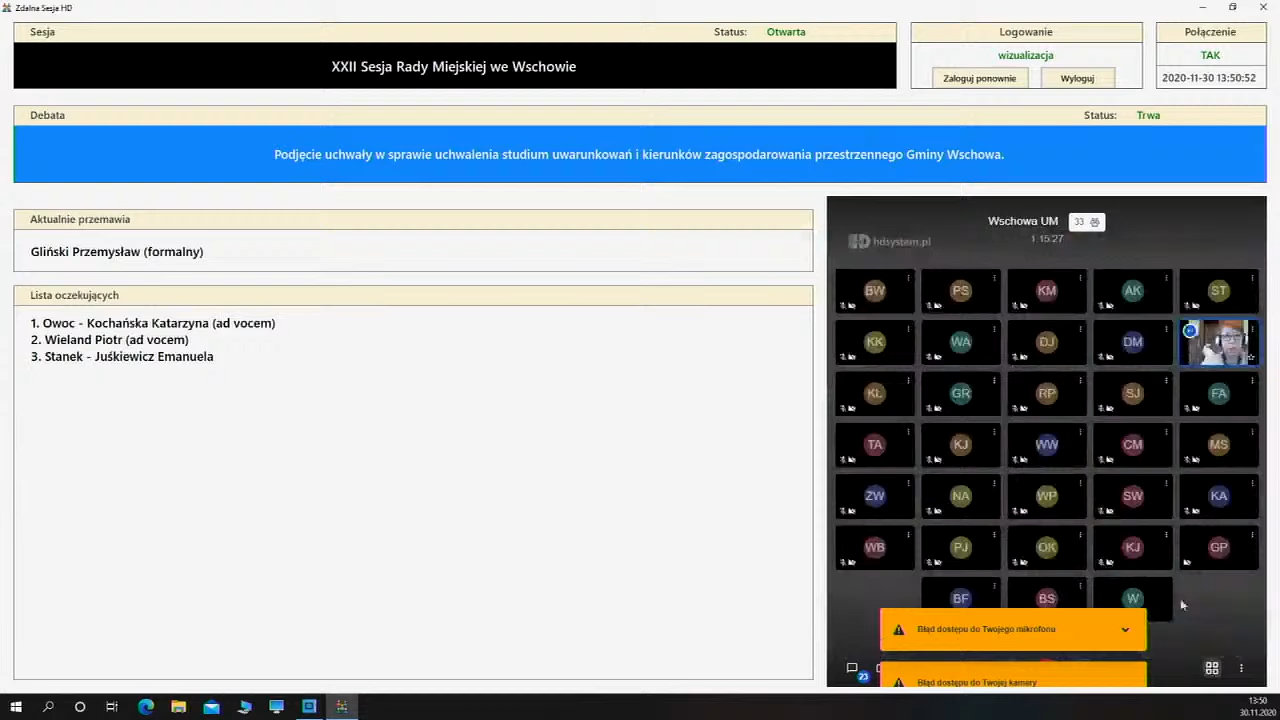 Zdalna Sesja HD
Sesja Status: Otwarta
XXII Sesja Rady Miejskiej we Wschowie
Logowanie
wizualizacja
Zaloguj ponownie Wyloguj
Połączenie
TAK
2020-11-30 13:50:52
Debata Status: Trwa
Podjęcie uchwały w sprawie uchwalenia studium uwarunkowań i kierunków zagospodarowania przestrzennego Gminy Wschowa.
Aktualnie przemawia
Gliński Przemysław (formalny)
Lista oczekujących
1. Owoc - Kochańska Katarzyna (ad vocem)
2. Wieland Piotr (ad vocem)
3. Stanek - Juśkiewicz Emanuela
Wschowa UM 33
1:15:27
HD hdsystem.pl
BW PS KM AK ST
KK WA DJ DM
KL GR RP SJ FA
TA KJ WW CM MS
ZW NA WP SW KA
WB PJ OK KJ GP
BF BS W
Błąd dostępu do Twojego mikrofonu
Błąd dostępu do Twojej kamery
23
13:50
30.11.2020